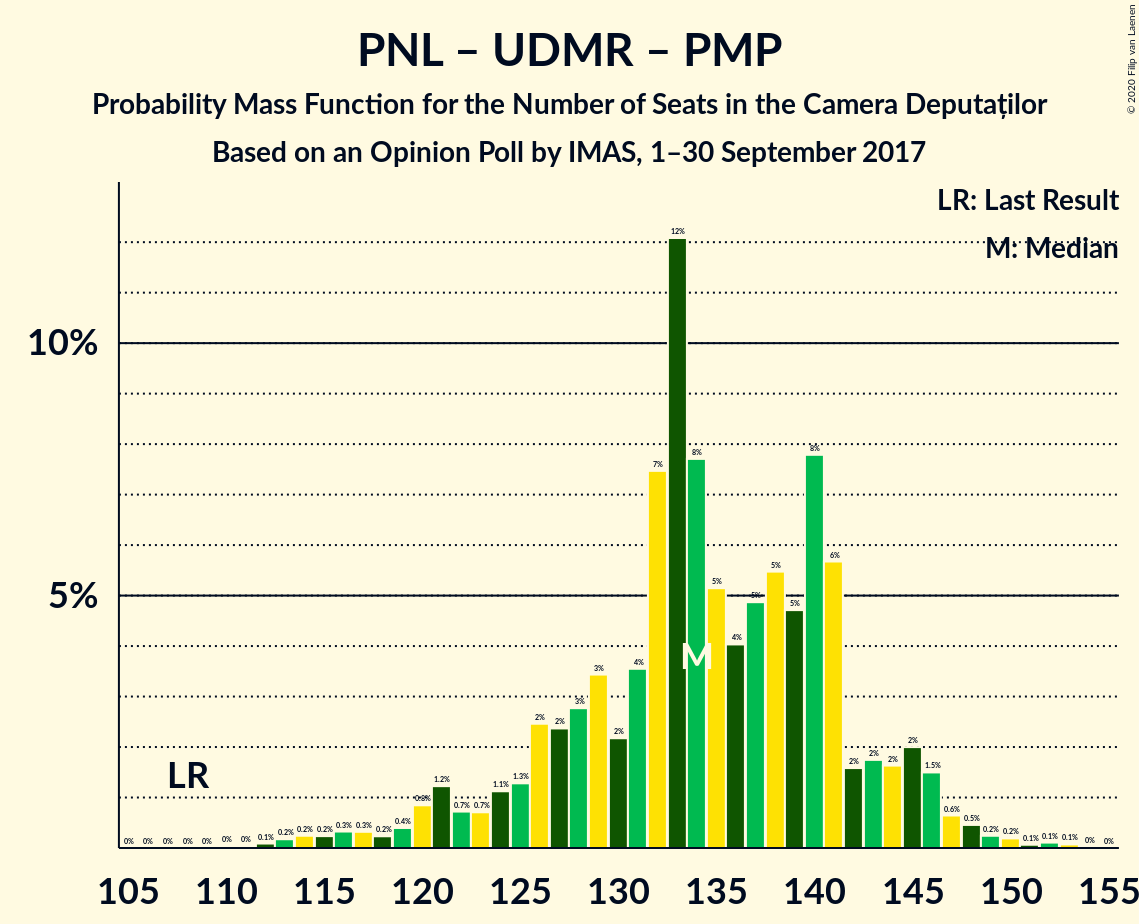 © 2020 Filip van Laenen
PNL – UDMR – PMP
Probability Mass Function for the Number of Seats in the Camera Deputaților
Based on an Opinion Poll by IMAS, 1–30 September 2017
LR: Last Result
M: Median
10%
5%
LR
M
0% 0% 0% 0% 0% 0% 0% 0.1% 0.2% 0.2% 0.2% 0.3% 0.3% 0.2% 0.4% 0.8% 1.2% 0.7% 0.7% 1.1% 1.3% 2% 2% 3% 3% 2% 4% 7% 12% 8% 5% 4% 5% 5% 5% 8% 6% 2% 2% 2% 2% 1.5% 0.6% 0.5% 0.2% 0.2% 0.1% 0.1% 0.1% 0% 0%
105 110 115 120 125 130 135 140 145 150 155